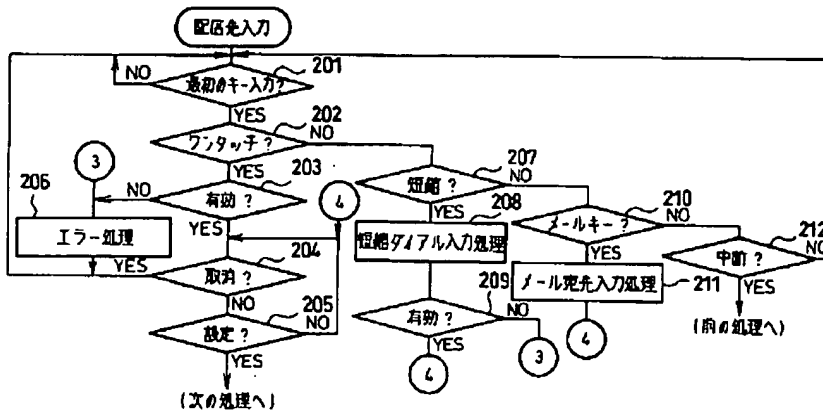 配信先入力
NO
最初のキー入力?
201
YES
ワンタッチ?
202
NO
YES
3
NO
有効?
203
YES
206
エラー処理
4
204
YES
取消?
NO
設定?
205
NO
YES
(次の処理へ)
短縮?
207
NO
YES
208
短縮ダイアル入力処理
209
有効?
NO
YES
4
3
メールキー?
210
NO
YES
メール宛先入力処理
211
4
中断?
212
NO
YES
(前の処理へ)